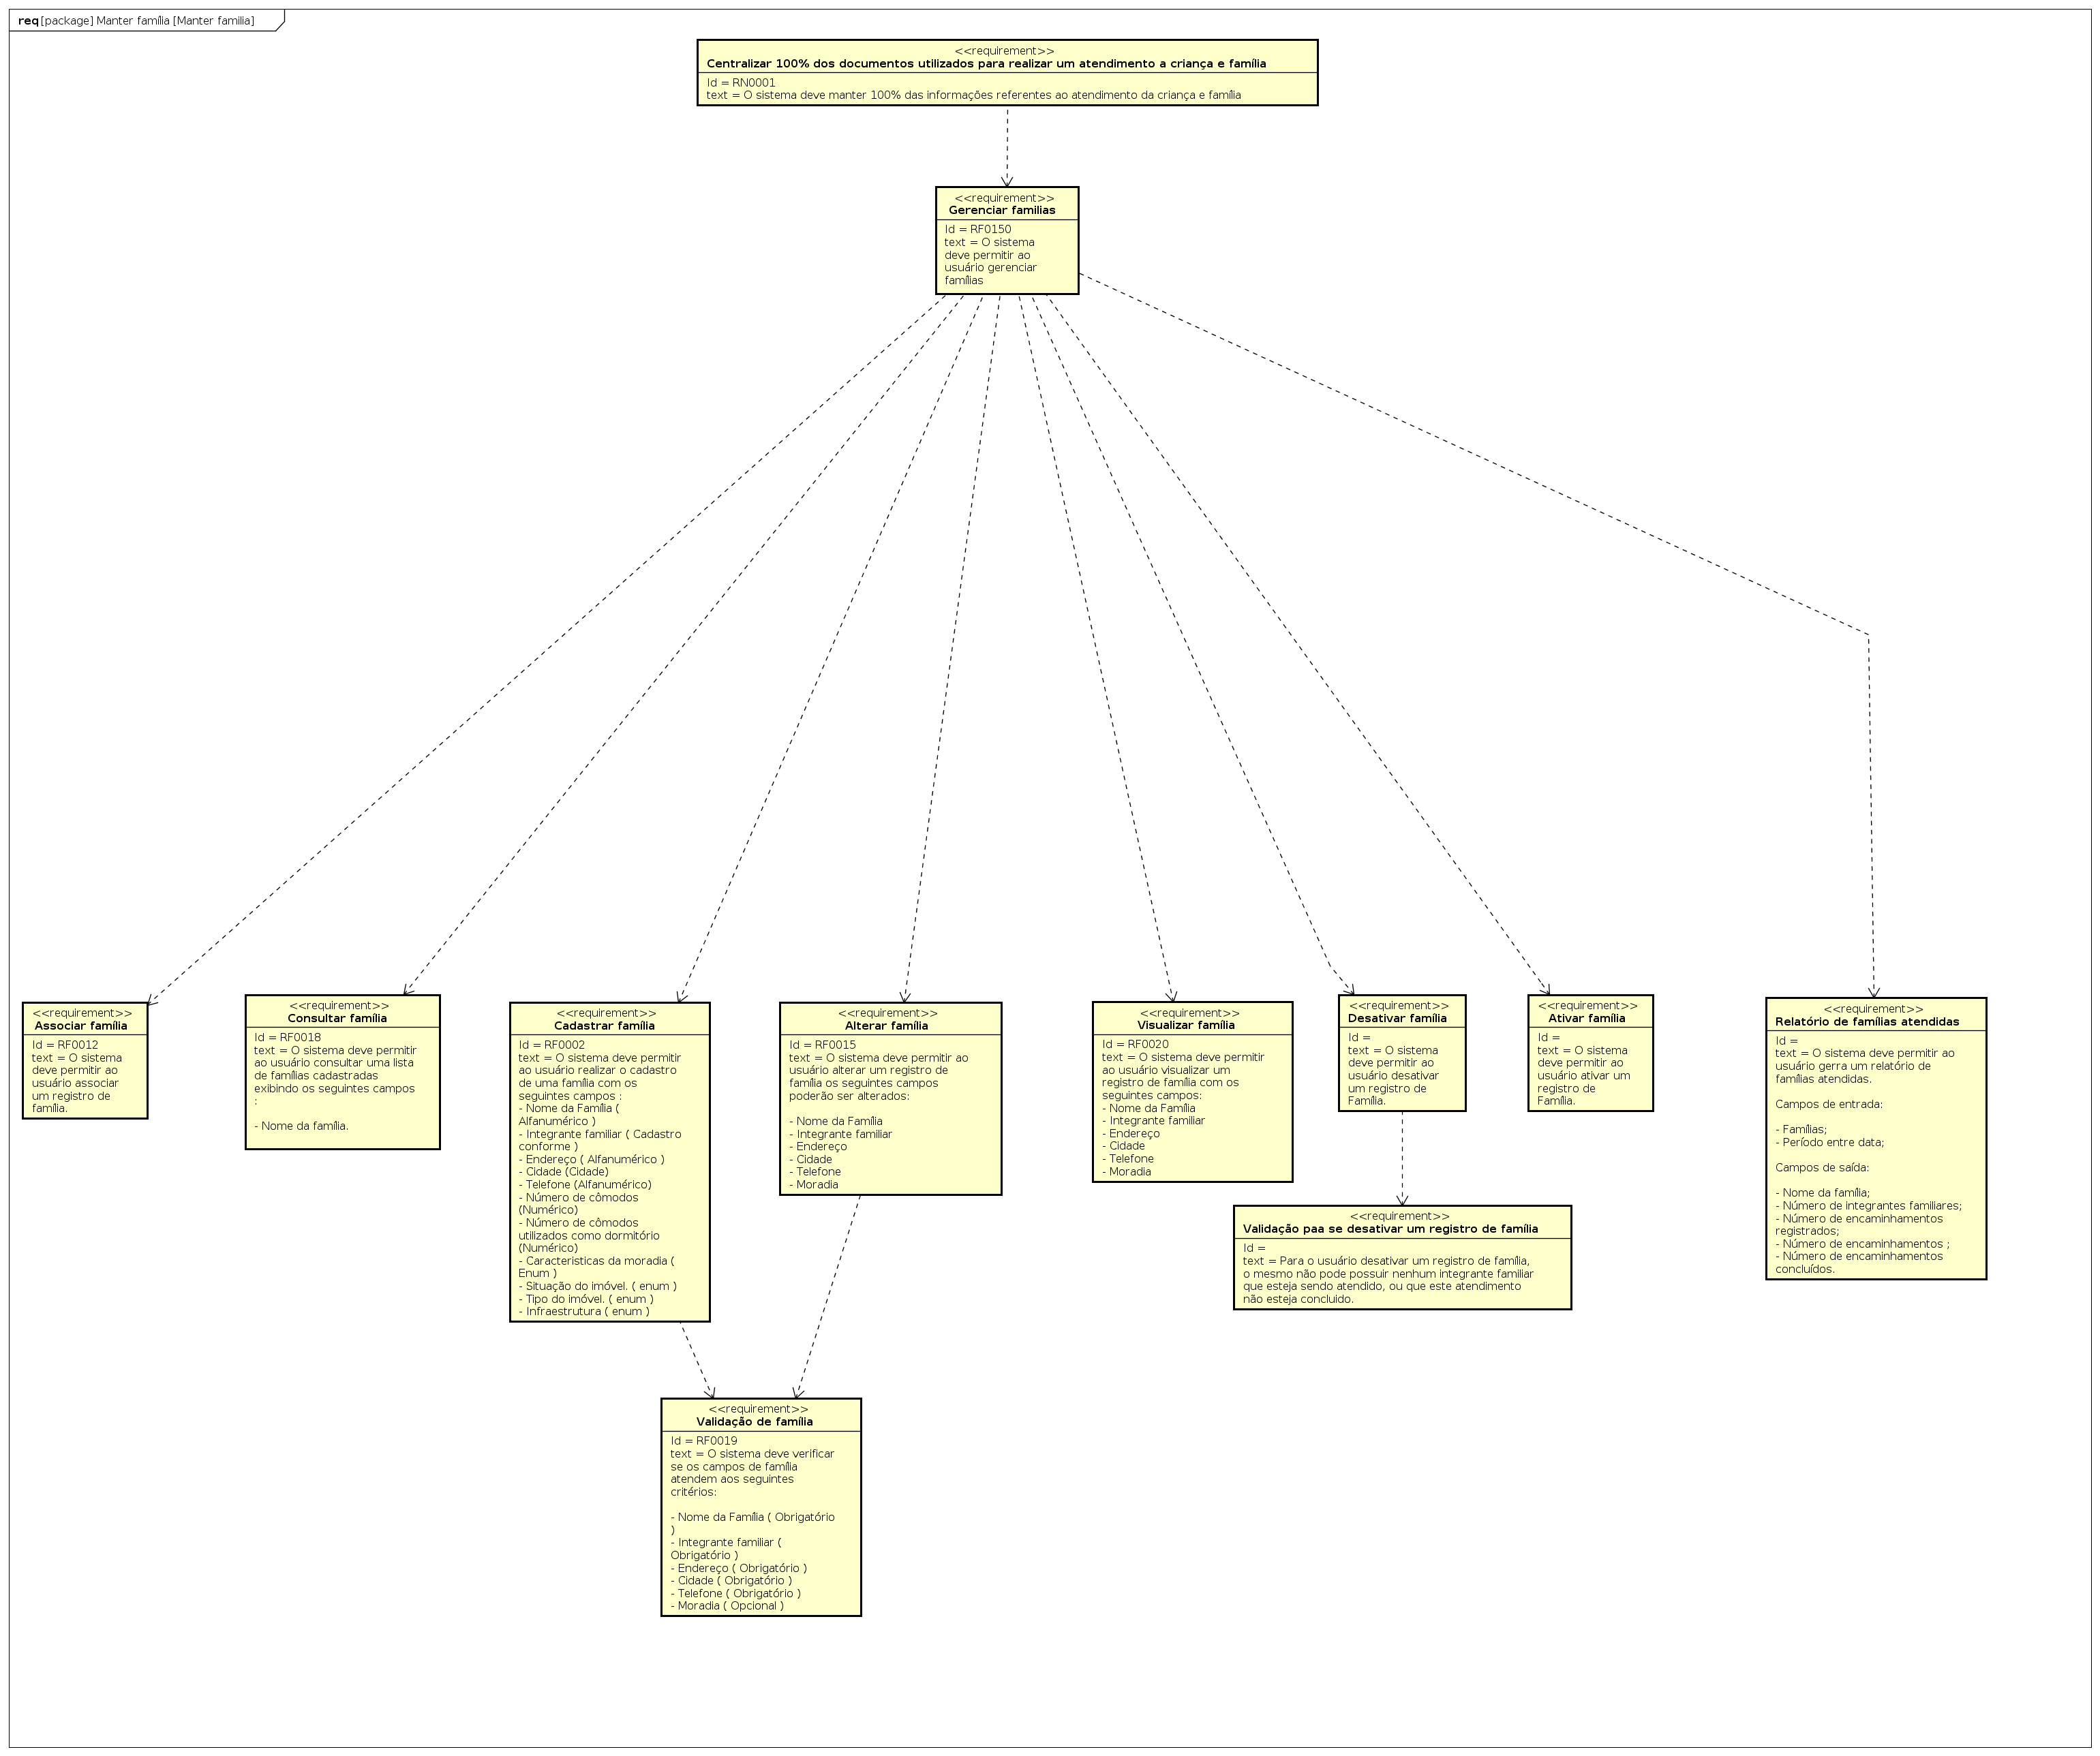 req [package] Manter família [Manter familia]
<<requirement>>
Centralizar 100% dos documentos utilizados para realizar um atendimento a criança e família
Id = RN0001
text = O sistema deve manter 100% das informações referentes ao atendimento da criança e família
<<requirement>>
Gerenciar familias
Id = RF0150
text = O sistema
deve permitir ao
usuário gerenciar
famílias
<<requirement>>
Associar família
Id = RF0012
text = O sistema
deve permitir ao
usuário associar
um registro de
família.
<<requirement>>
Consultar família
Id = RF0018
text = O sistema deve permitir
ao usuário consultar uma lista
de famílias cadastradas
exibindo os seguintes campos
:
- Nome da família.
<<requirement>>
Cadastrar família
Id = RF0002
text = O sistema deve permitir
ao usuário realizar o cadastro
de uma família com os
seguintes campos :
- Nome da Família (
Alfanumérico )
- Integrante familiar ( Cadastro
conforme )
- Endereço ( Alfanumérico )
- Cidade (Cidade)
- Telefone (Alfanumérico)
- Número de cômodos
(Numérico)
- Número de cômodos
utilizados como dormitório
(Numérico)
- Caracteristicas da moradia (
Enum )
- Situação do imóvel. ( enum )
- Tipo do imóvel. ( enum )
- Infraestrutura ( enum )
<<requirement>>
Alterar família
Id = RF0015
text = O sistema deve permitir ao
usuário alterar um registro de
família os seguintes campos
poderão ser alterados:
- Nome da Família
- Integrante familiar
- Endereço
- Cidade
- Telefone
- Moradia
<<requirement>>
Visualizar família
Id = RF0020
text = O sistema deve permitir
ao usuário visualizar um
registro de família com os
seguintes campos:
- Nome da Família
- Integrante familiar
- Endereço
- Cidade
- Telefone
- Moradia
<<requirement>>
Desativar família
Id =
text = O sistema
deve permitir ao
usuário desativar
um registro de
Família.
<<requirement>>
Ativar família
Id =
text = O sistema
deve permitir ao
usuário ativar um
registro de
Família.
<<requirement>>
Relatório de famílias atendidas
Id =
text = O sistema deve permitir ao
usuário gerra um relatório de
famílias atendidas.
Campos de entrada:
- Famílias;
- Período entre data;
Campos de saída:
- Nome da família;
- Número de integrantes familiares;
- Número de encaminhamentos
registrados;
- Número de encaminhamentos ;
- Número de encaminhamentos
concluídos.
<<requirement>>
Validação paa se desativar um registro de família
Id =
text = Para o usuário desativar um registro de família,
o mesmo não pode possuir nenhum integrante familiar
que esteja sendo atendido, ou que este atendimento
não esteja concluido.
<<requirement>>
Validação de família
Id = RF0019
text = O sistema deve verificar
se os campos de família
atendem aos seguintes
critérios:
- Nome da Família ( Obrigatório
)
- Integrante familiar (
Obrigatório )
- Endereço ( Obrigatório )
- Cidade ( Obrigatório )
- Telefone ( Obrigatório )
- Moradia ( Opcional )